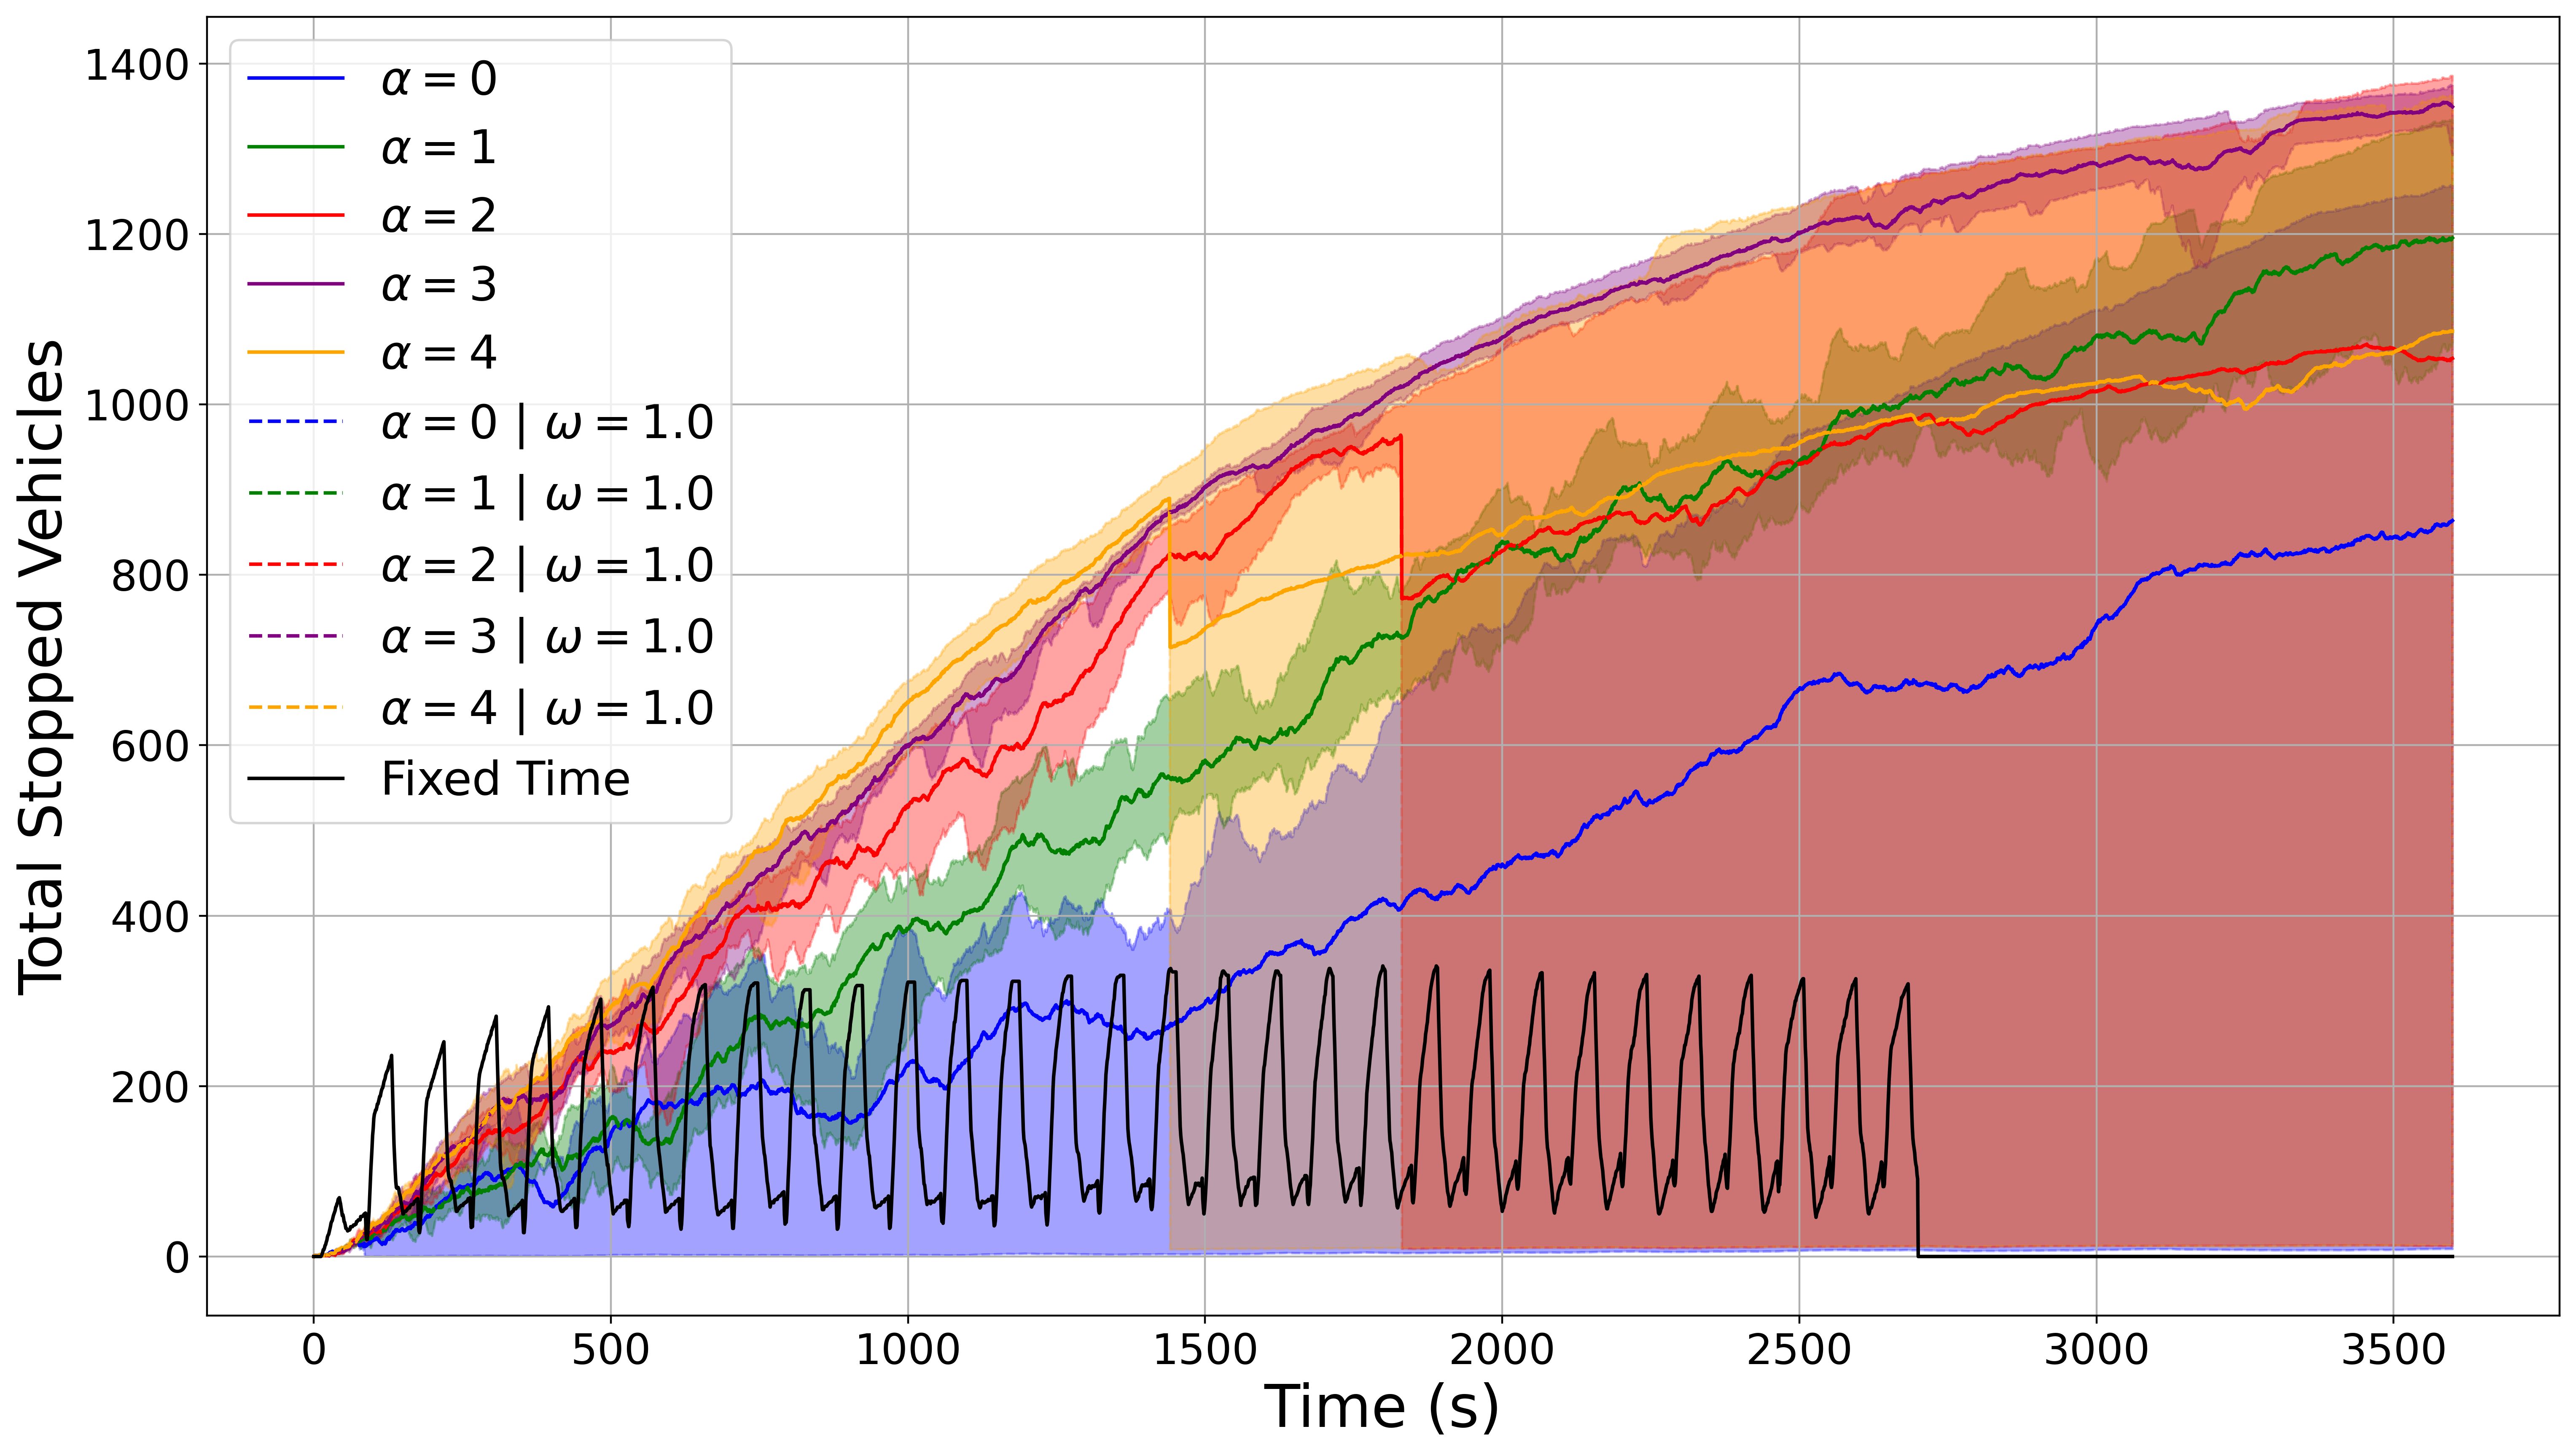 α = 0
α = 1
α = 2
α = 3
α = 4
α = 0 | ω = 1.0
α = 1 | ω = 1.0
α = 2 | ω = 1.0
α = 3 | ω = 1.0
α = 4 | ω = 1.0
Fixed Time
Total Stopped Vehicles
1400
1200
1000
800
600
400
200
0
0 500 1000 1500 2000 2500 3000 3500
Time (s)